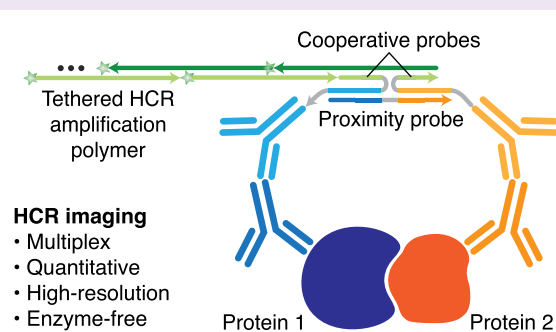 Cooperative probes
Tethered HCR
amplification
polymer
Proximity probe
HCR imaging
• Multiplex
• Quantitative
• High-resolution
• Enzyme-free
Protein 1
Protein 2